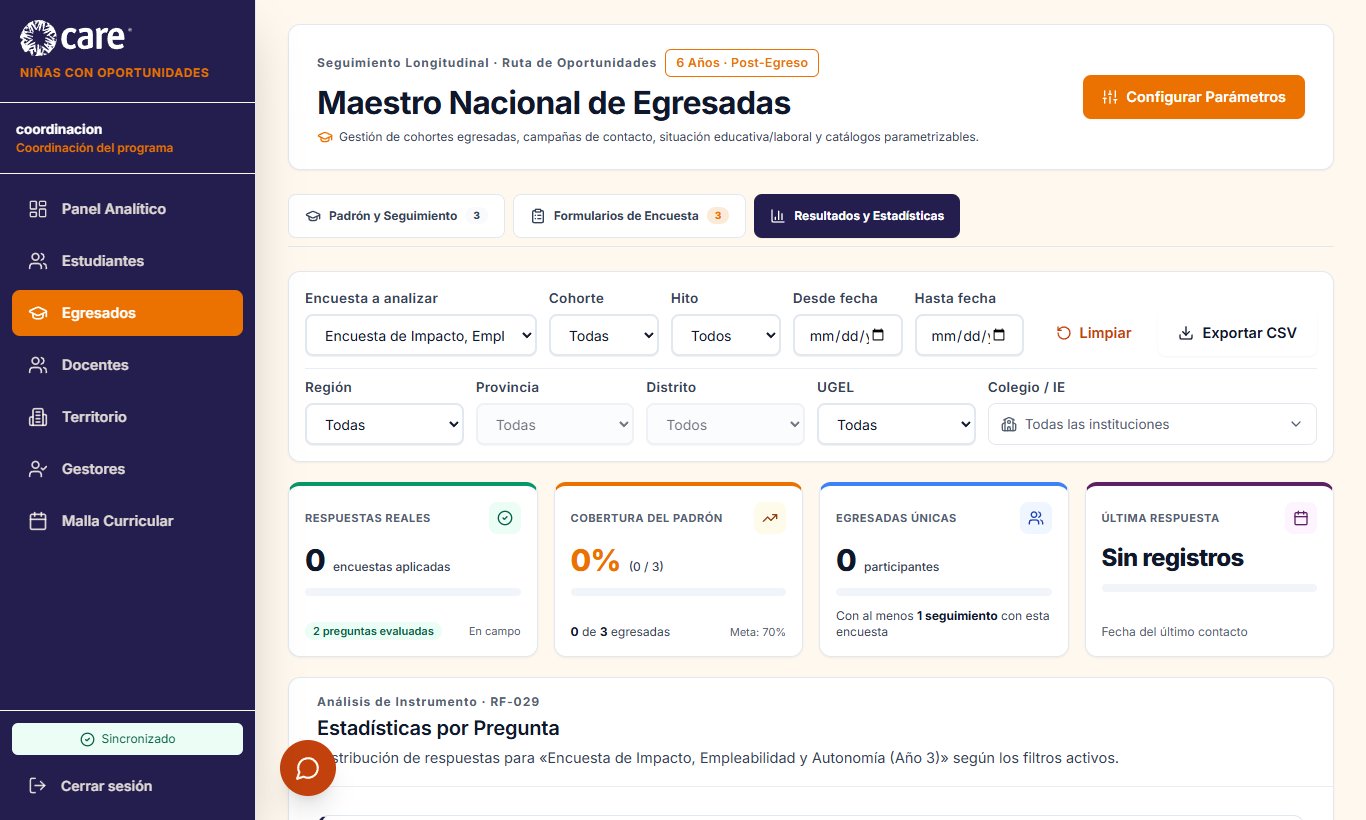 care
NIÑAS CON OPORTUNIDADES
coordinacion
Coordinación del programa
Panel Analítico
Estudiantes
Egresados
Docentes
Territorio
Gestores
Malla Curricular
Sincronizado
Cerrar sesión
Seguimiento Longitudinal · Ruta de Oportunidades 6 Años · Post-Egreso
Maestro Nacional de Egresadas
Gestión de cohortes egresadas, campañas de contacto, situación educativa/laboral y catálogos parametrizables.
Configurar Parámetros
Padrón y Seguimiento 3 Formularios de Encuesta 3 Resultados y Estadísticas
Encuesta a analizar Cohorte Hito Desde fecha Hasta fecha
Encuesta de Impacto, Empl Todas Todos mm/dd/y mm/dd/y Limpiar Exportar CSV
Región Provincia Distrito UGEL Colegio / IE
Todas Todas Todos Todas Todas las instituciones
RESPUESTAS REALES
0 encuestas aplicadas
2 preguntas evaluadas En campo
COBERTURA DEL PADRÓN
0% (0 / 3)
0 de 3 egresadas Meta: 70%
EGRESADAS ÚNICAS
0 participantes
Con al menos 1 seguimiento con esta
encuesta
ÚLTIMA RESPUESTA
Sin registros
Fecha del último contacto
Análisis de Instrumento · RF-029
Estadísticas por Pregunta
stribución de respuestas para «Encuesta de Impacto, Empleabilidad y Autonomía (Año 3)» según los filtros activos.